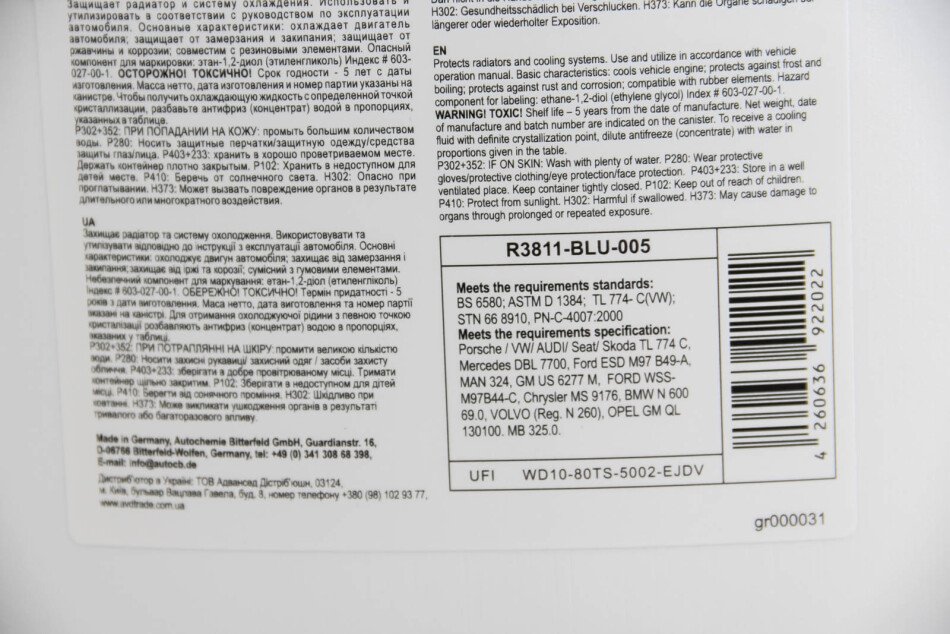 Защищает радиатор и систему охлаждения. Использовать и
утилизировать в соответствии с руководством по эксплуатации
автомобиля. Основные характеристики: охлаждает двигатель
автомобиля; защищает от замерзания и закипания; защищает от
ржавчины и коррозии; совместим с резиновыми элементами. Опасный
компонент для маркировки: этан-1,2-диол (этиленгликоль) Индекс # 603-
027-00-1. ОСТОРОЖНО! ТОКСИЧНО! Срок годности - 5 лет с даты
изготовления. Масса нетто, дата изготовления и номер партии указаны на
канистре. Чтобы получить охлаждающую жидкость с определенной точкой
кристаллизации, разбавьте антифриз (концентрат) водой в пропорциях,
указанных в таблице.
P302+352: ПРИ ПОПАДАНИИ НА КОЖУ: промыть большим количеством
воды. P280: Носить защитные перчатки/защитную одежду/средства
защиты глаз/лица. P403+233: хранить в хорошо проветриваемом месте.
Держать контейнер плотно закрытым. P102: Хранить в недоступном для
детей месте. P410: Беречь от солнечного света. H302: Опасно при
проглатывании. H373: Может вызвать повреждение органов в результате
длительного или многократного воздействия.
UA
Захищає радіатор та систему охолодження. Використовувати та
утилізувати відповідно до інструкції з експлуатації автомобіля. Основні
характеристики: охолоджує двигун автомобіля; захищає від замерзання і
закипання; захищає від іржі та корозії; сумісний з гумовими елементами.
Небезпечний компонент для маркування: етан-1,2-діол (етиленгліколь)
Індекс # 603-027-00-1. ОБЕРЕЖНО! ТОКСИЧНО! Термін придатності - 5
років з дати виготовлення. Маса нетто, дата виготовлення та номер партії
вказані на каністрі. Для отримання охолоджуючої рідини з певною точкою
кристалізації розбавляють антифриз (концентрат) водою в пропорціях,
вказаних у таблиці.
P302+352: ПРИ ПОТРАПЛЯННІ НА ШКІРУ: промити великою кількістю
води. P280: Носити захисні рукавиці/ захисний одяг / засоби захисту
обличчя. P403+233: зберігати в добре провітрюваному місці. Тримати
контейнер щільно закритим. P102: Зберігати в недоступном для дітей
місці. P410: Берегти від сонячного проміння. H302: Шкідливо при
ковтанні. H373: Може викликати ушкодження органів в результаті
тривалого або багаторазового впливу.
Made in Germany, Autochemie Bitterfeld GmbH, Guardianstr. 16,
D-06766 Bitterfeld-Wolfen, Germany, tel: +49 (0) 341 308 68 398,
E-mail: info@autocb.de
Дистриб'ютор в Україні: ТОВ Адвансед Дістріб'юшн, 03124,
м. Київ, бульвар Вацлава Гавела, буд. 8, номер телефону +380 (98) 102 93 77,
www.avdtrade.com.ua
H302: Gesundheitsschädlich bei Verschlucken. H373: Kann die Organe schädigen bei
längerer oder wiederholter Exposition.
EN
Protects radiators and cooling systems. Use and utilize in accordance with vehicle
operation manual. Basic characteristics: cools vehicle engine; protects against frost and
boiling; protects against rust and corrosion; compatible with rubber elements. Hazard
component for labeling: ethane-1,2-diol (ethylene glycol) Index # 603-027-00-1.
WARNING! TOXIC! Shelf life – 5 years from the date of manufacture. Net weight, date
of manufacture and batch number are indicated on the canister. To receive a cooling
fluid with definite crystallization point, dilute antifreeze (concentrate) with water in
proportions given in the table.
P302+352: IF ON SKIN: Wash with plenty of water. P280: Wear protective
gloves/protective clothing/eye protection/face protection. P403+233: Store in a well
ventilated place. Keep container tightly closed. P102: Keep out of reach of children.
P410: Protect from sunlight. H302: Harmful if swallowed. H373: May cause damage to
organs through prolonged or repeated exposure.
R3811-BLU-005
Meets the requirements standards:
BS 6580; ASTM D 1384; TL 774- C(VW);
STN 66 8910, PN-C-4007:2000
Meets the requirements specification:
Porsche / VW/ AUDI/ Seat/ Skoda TL 774 C,
Mercedes DBL 7700, Ford ESD M97 B49-A,
MAN 324, GM US 6277 M, FORD WSS-
M97B44-C, Chrysier MS 9176, BMW N 600
69.0, VOLVO (Reg. N 260), OPEL GM QL
130100. MB 325.0.
UFI WD10-80TS-5002-EJDV
4 260636 922022
gr000031